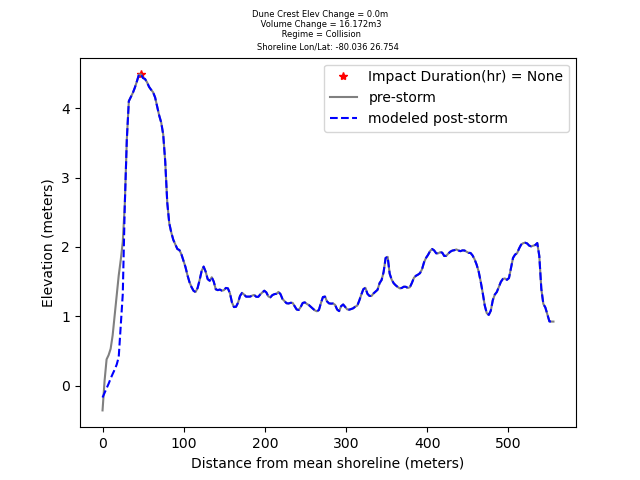 Dune Crest Elev Change = 0.0m
Volume Change = 16.172m3
Regime = Collision
Shoreline Lon/Lat: -80.036 26.754
Impact Duration(hr) = None
pre-storm
modeled post-storm
Elevation (meters)
4
3
2
1
0
0 100 200 300 400 500
Distance from mean shoreline (meters)